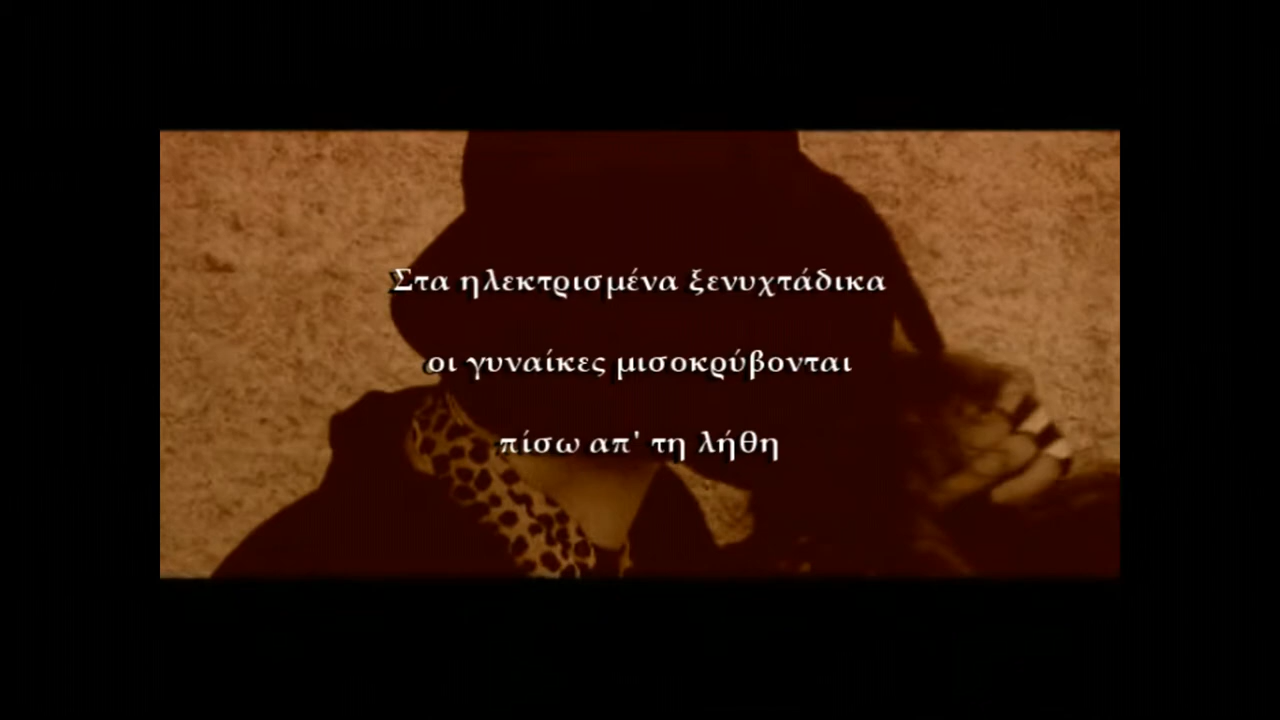 Στα ηλεκτρισμένα ξενυχτάδικα
οι γυναίκες μισοκρύβονται
πίσω απ' τη λήθη